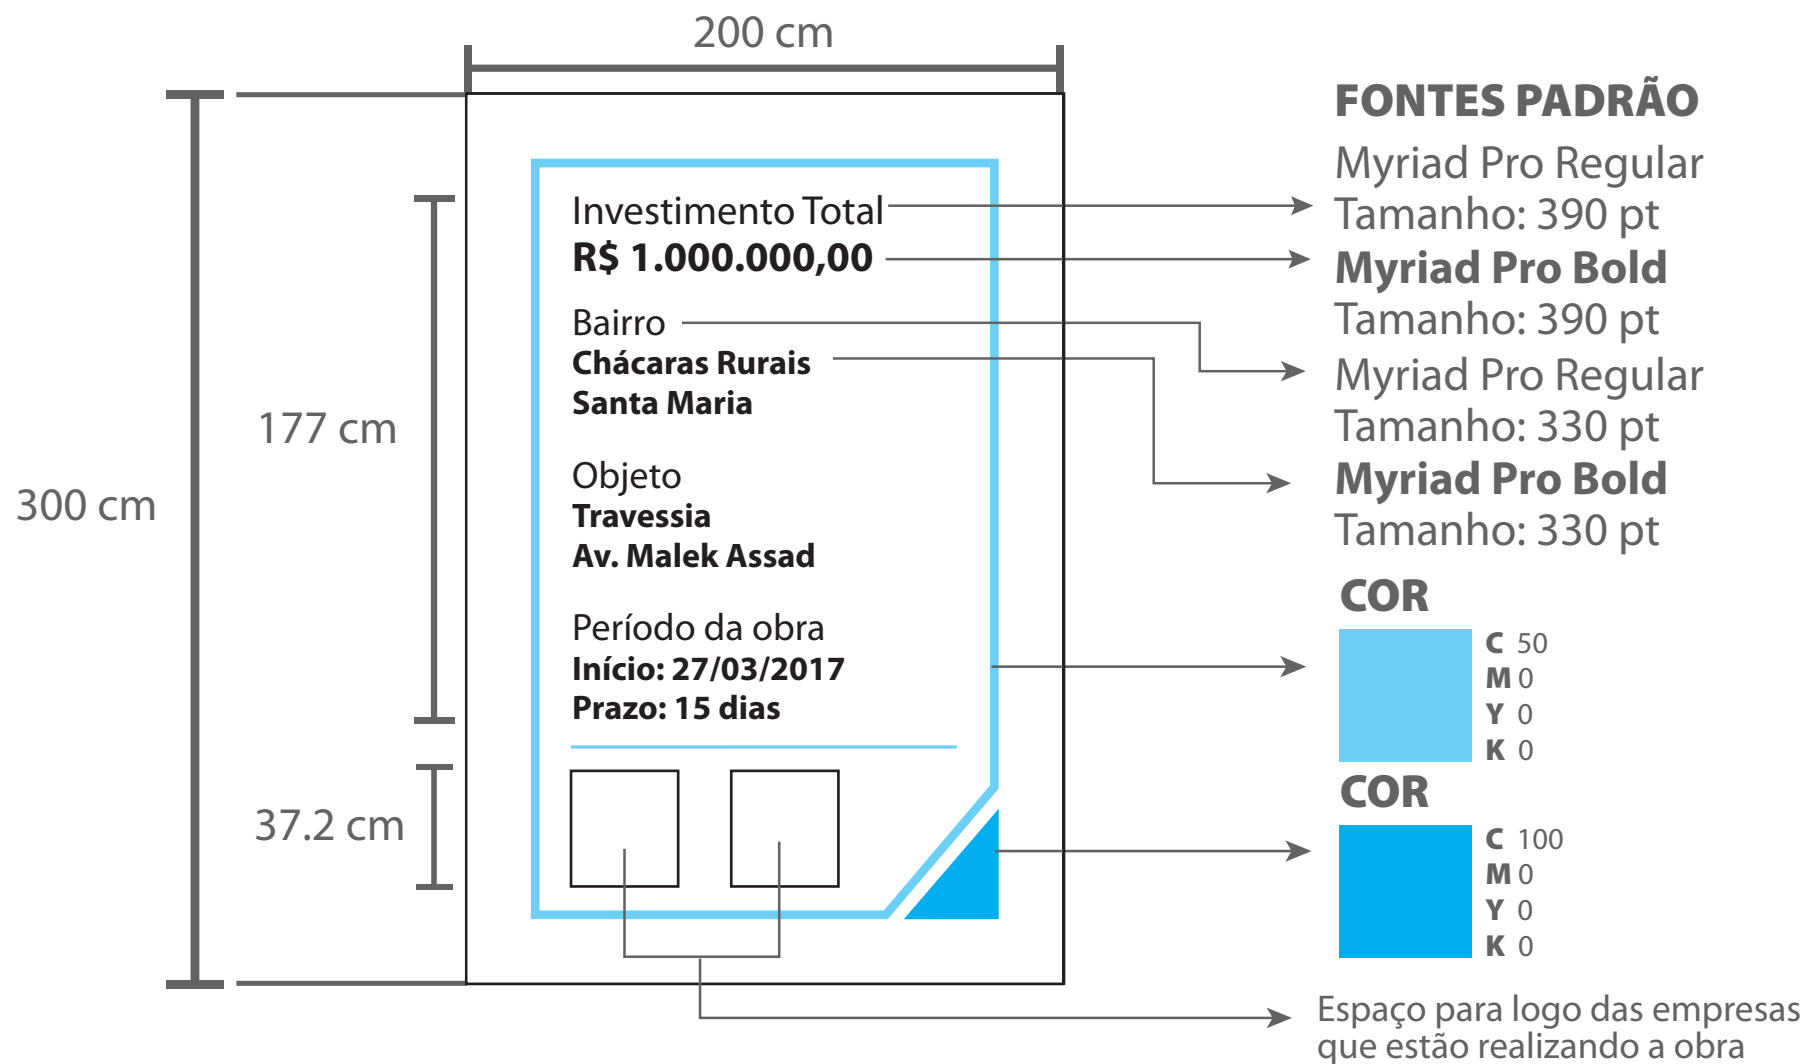 200 cm
300 cm
177 cm
37.2 cm
Investimento Total
R$ 1.000.000,00
Bairro
Chácaras Rurais
Santa Maria
Objeto
Travessia
Av. Malek Assad
Período da obra
Início: 27/03/2017
Prazo: 15 dias
FONTES PADRÃO
Myriad Pro Regular
Tamanho: 390 pt
Myriad Pro Bold
Tamanho: 390 pt
Myriad Pro Regular
Tamanho: 330 pt
Myriad Pro Bold
Tamanho: 330 pt
COR
C 50
M 0
Y 0
K 0
COR
C 100
M 0
Y 0
K 0
Espaço para logo das empresas
que estão realizando a obra